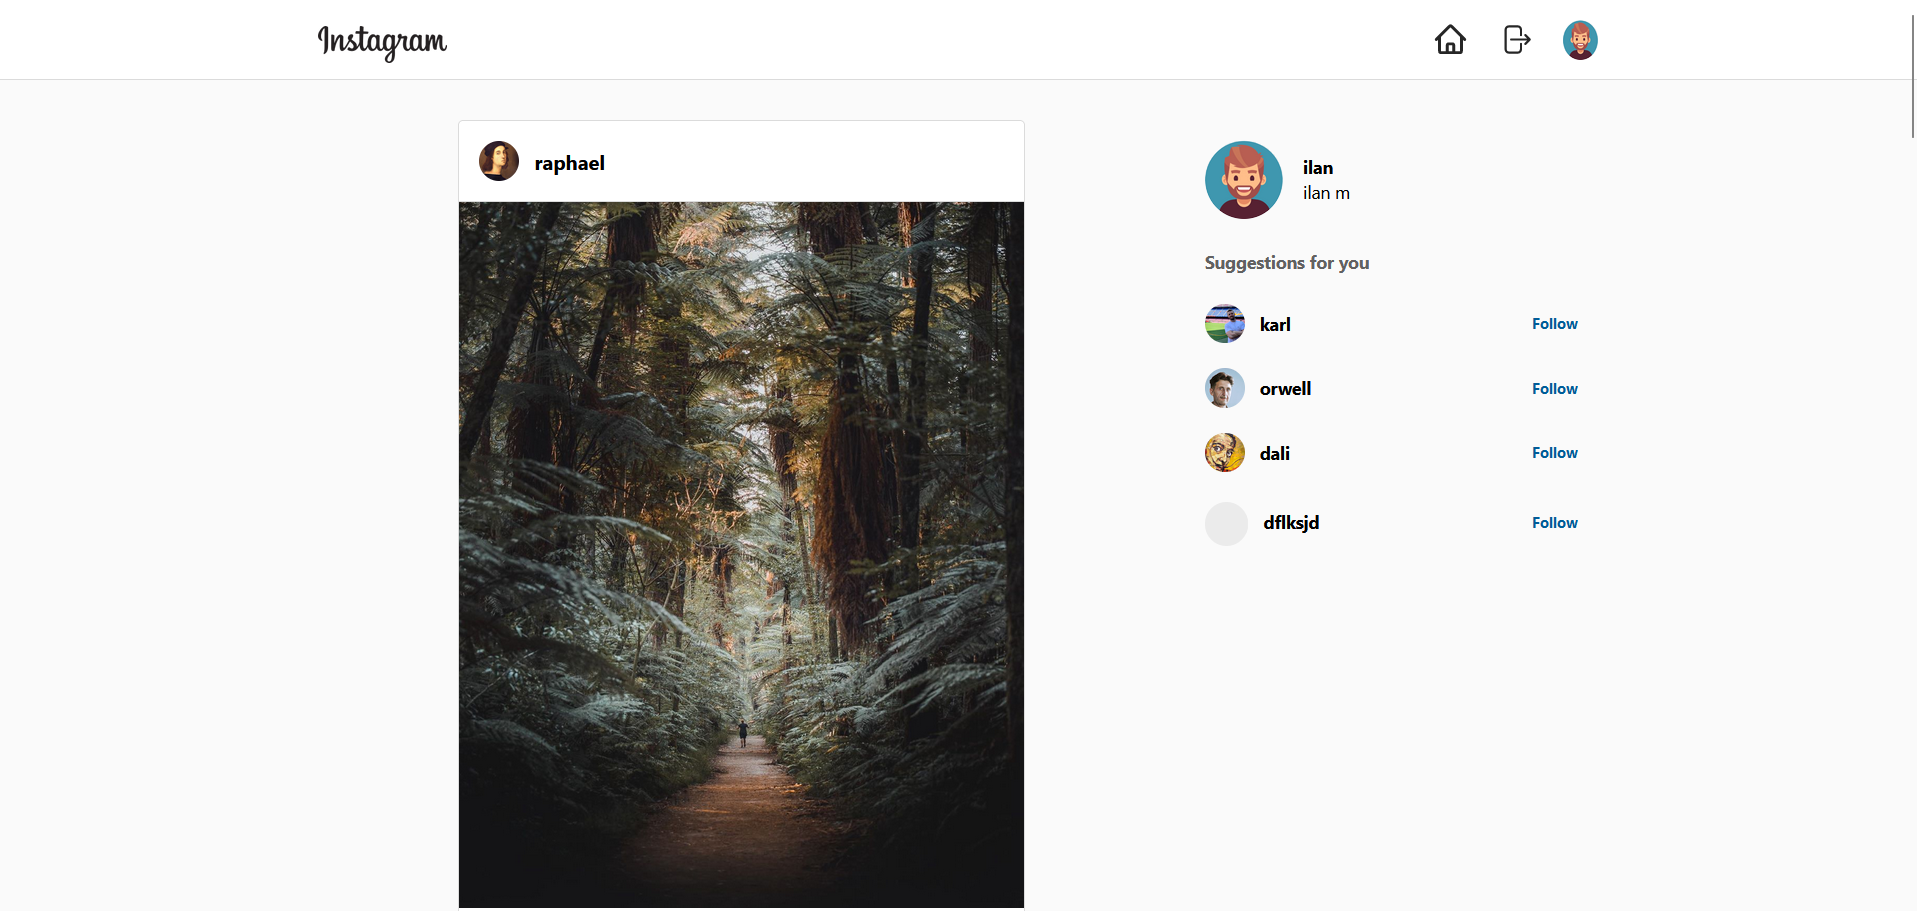 Instagram
raphael
ilan
ilan m
Suggestions for you
karl Follow
orwell Follow
dali Follow
dflksjd Follow